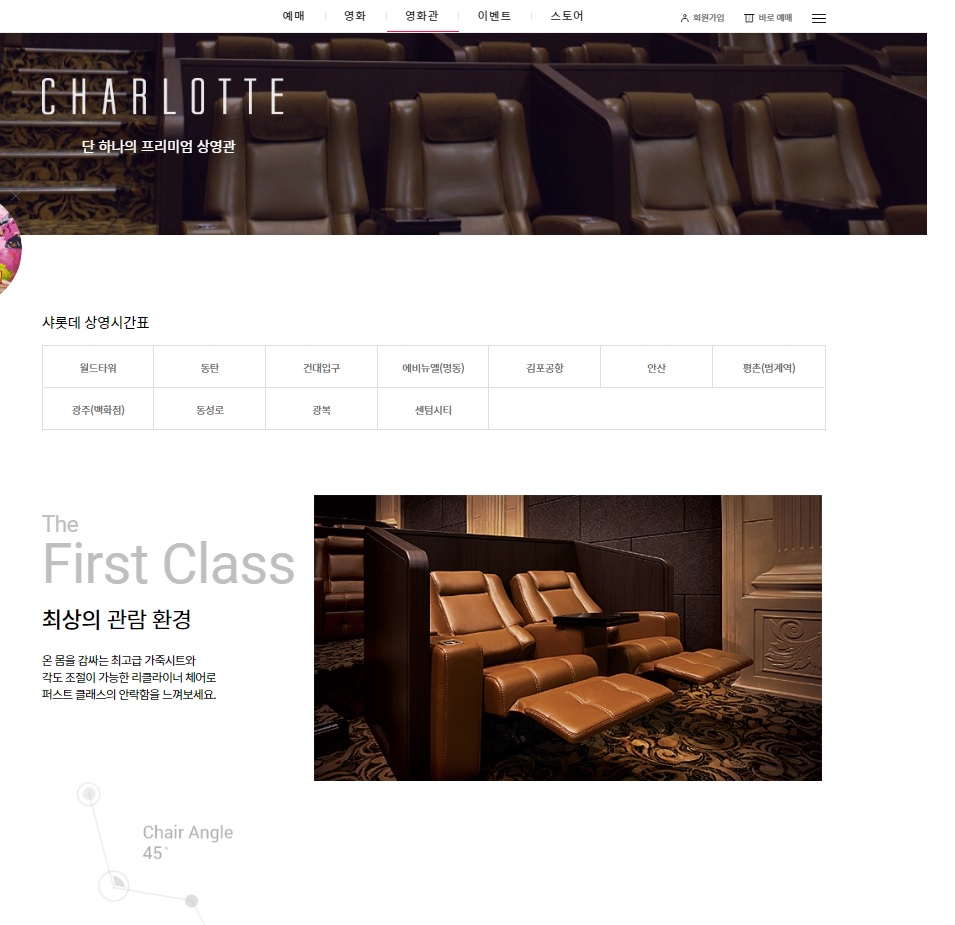 예매 영화 영화관 이벤트 스토어 회원가입 바로 예매
CHARLOTTE
단 하나의 프리미엄 상영관
샤롯데 상영시간표
월드타워 동탄 건대입구 에비뉴엘(명동) 김포공항 안산 평촌(범계역)
광주(백화점) 동성로 광복 센텀시티
The
First Class
최상의 관람 환경
온 몸을 감싸는 최고급 가죽시트와
각도 조절이 가능한 리클라이너 체어로
퍼스트 클래스의 안락함을 느껴보세요.
Chair Angle
45°